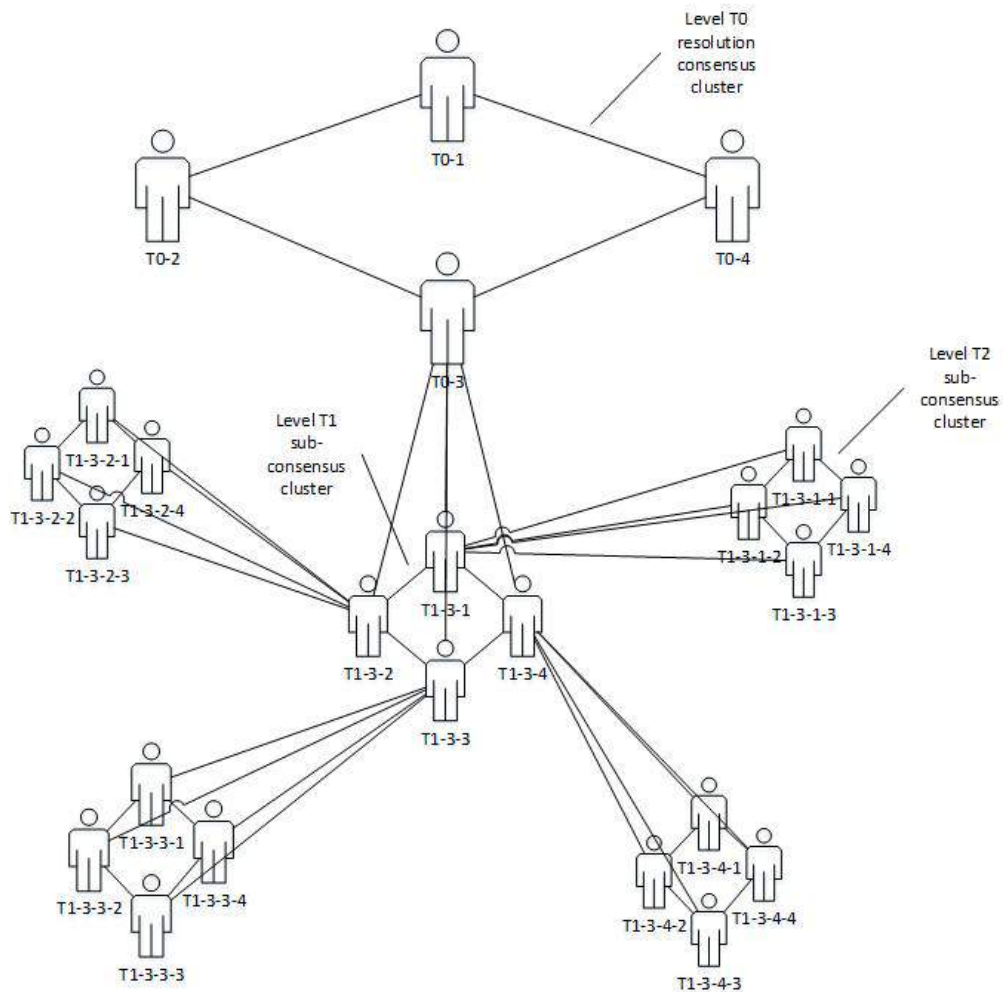 Level T0
resolution
consensus
cluster
T0-1
T0-2
T0-4
T0-3
Level T2
sub-
consensus
cluster
Level T1
sub-
consensus
cluster
T1-3-2-1
T1-3-2-2
T1-3-2-4
T1-3-2-3
T1-3-1-1
T1-3-1-2
T1-3-1-4
T1-3-1-3
T1-3-1
T1-3-2
T1-3-4
T1-3-3
T1-3-3-1
T1-3-3-2
T1-3-3-4
T1-3-3-3
T1-3-4-1
T1-3-4-2
T1-3-4-4
T1-3-4-3